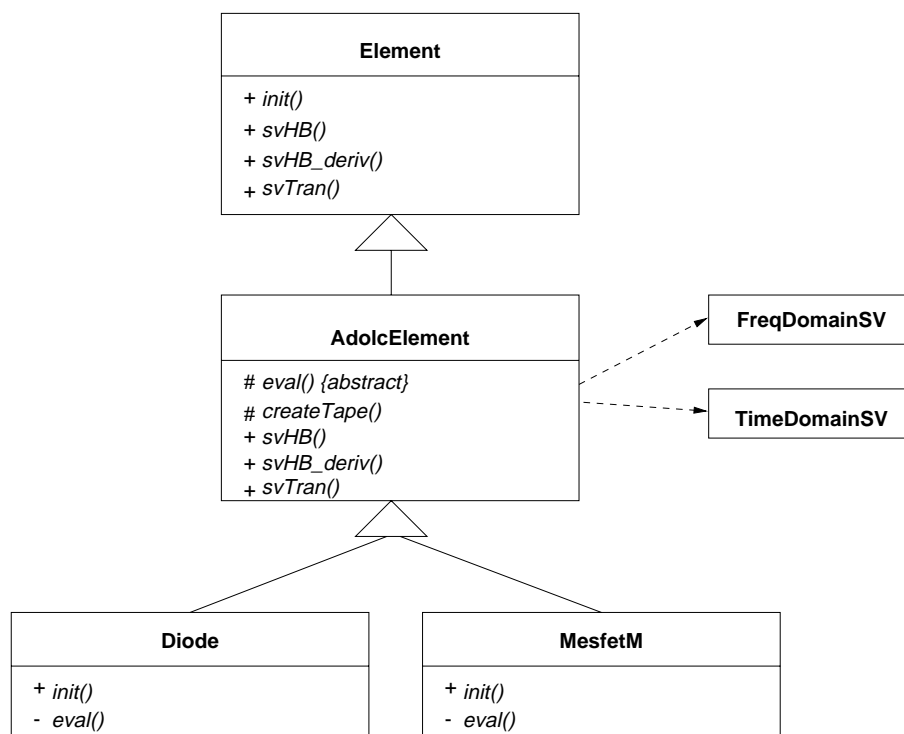 Element
+ init()
+ svHB()
+ svHB_deriv()
+ svTran()
AdolcElement
# eval() {abstract}
# createTape()
+ svHB()
+ svHB_deriv()
+ svTran()
FreqDomainSV
TimeDomainSV
Diode
+ init()
- eval()
MesfetM
+ init()
- eval()